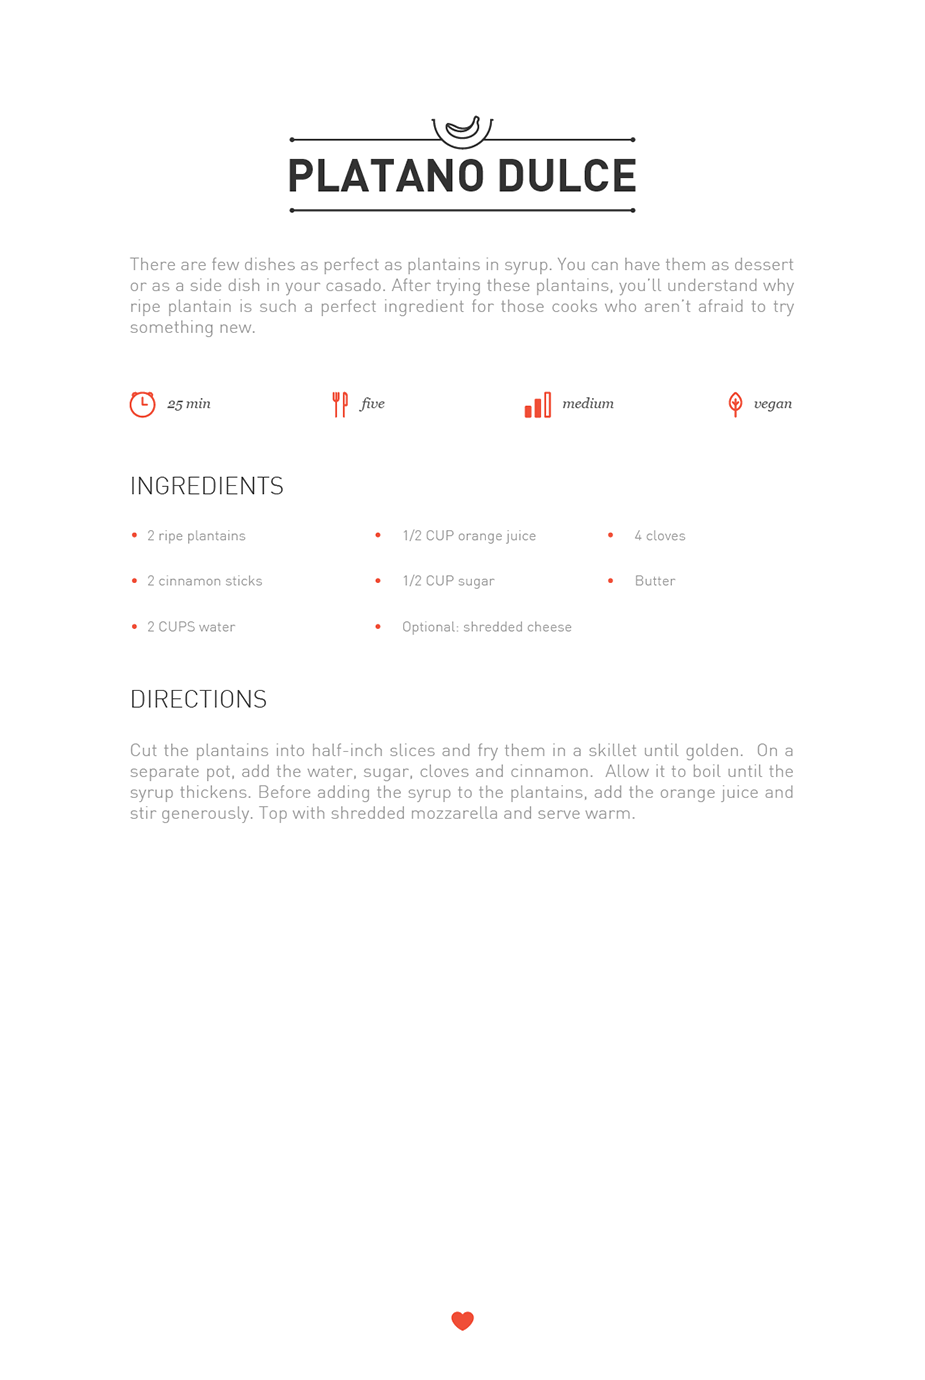 PLATANO DULCE
There are few dishes as perfect as plantains in syrup. You can have them as dessert
or as a side dish in your casado. After trying these plantains, you'll understand why
ripe plantain is such a perfect ingredient for those cooks who aren't afraid to try
something new.
25 min
five
medium
vegan
INGREDIENTS
• 2 ripe plantains
• 1/2 CUP orange juice
• 4 cloves
• 2 cinnamon sticks
• 1/2 CUP sugar
• Butter
• 2 CUPS water
• Optional: shredded cheese
DIRECTIONS
Cut the plantains into half-inch slices and fry them in a skillet until golden.  On a
separate pot, add the water, sugar, cloves and cinnamon.  Allow it to boil until the
syrup thickens. Before adding the syrup to the plantains, add the orange juice and
stir generously. Top with shredded mozzarella and serve warm.